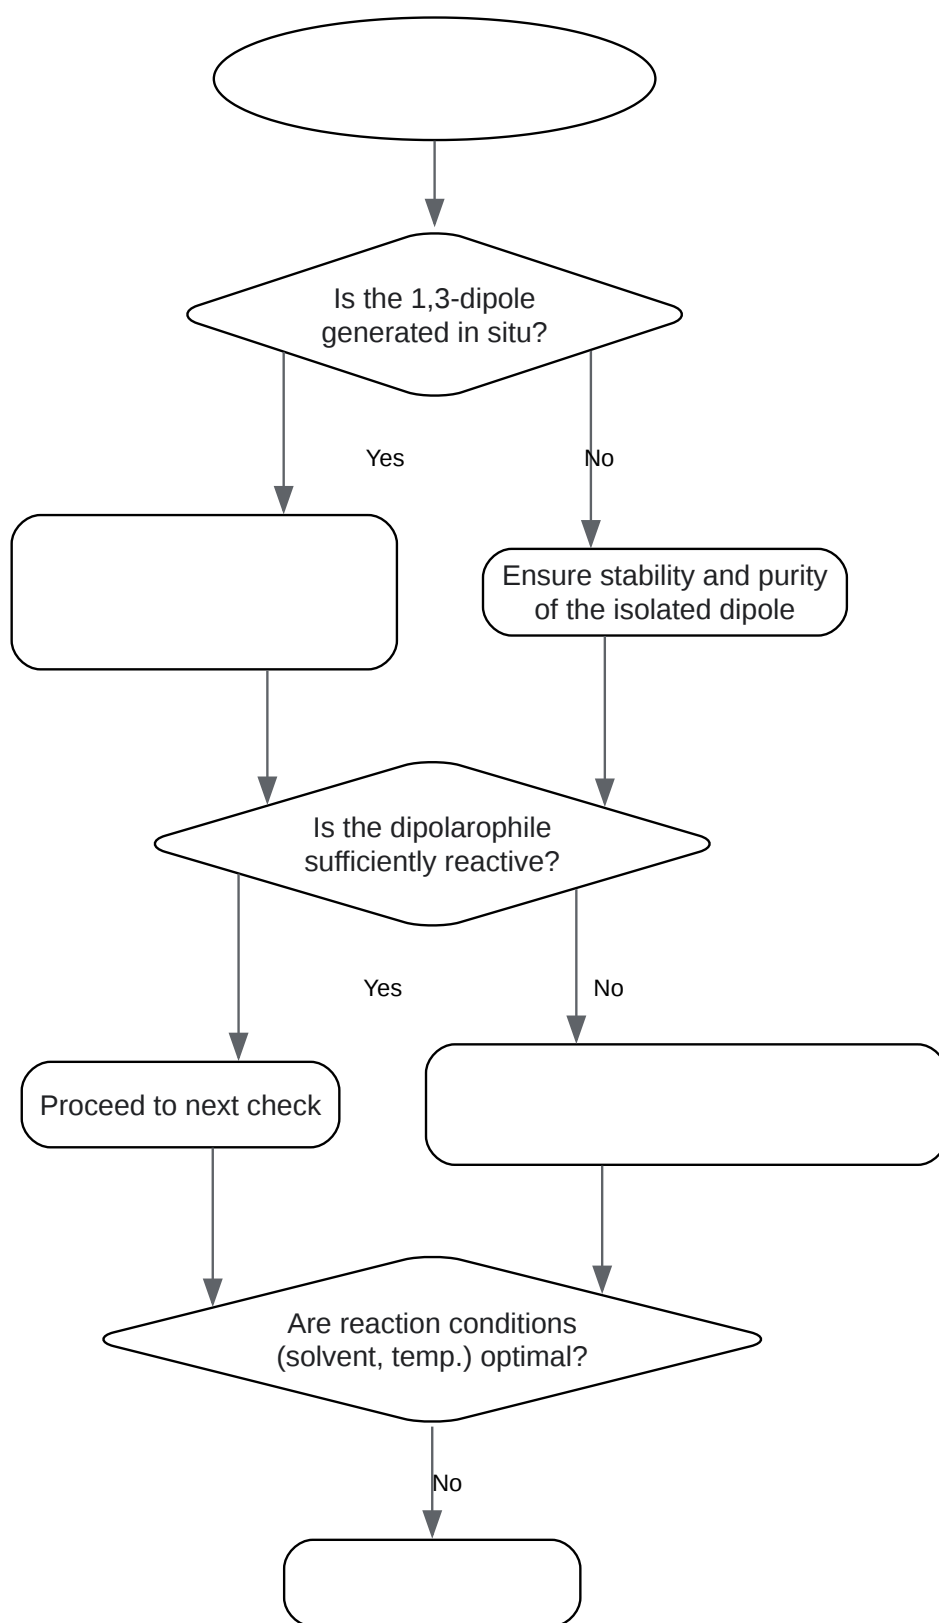 Is the 1,3-dipole
generated in situ?
Yes
No
Ensure stability and purity
of the isolated dipole
Is the dipolarophile
sufficiently reactive?
Yes
No
Proceed to next check
Are reaction conditions
(solvent, temp.) optimal?
No